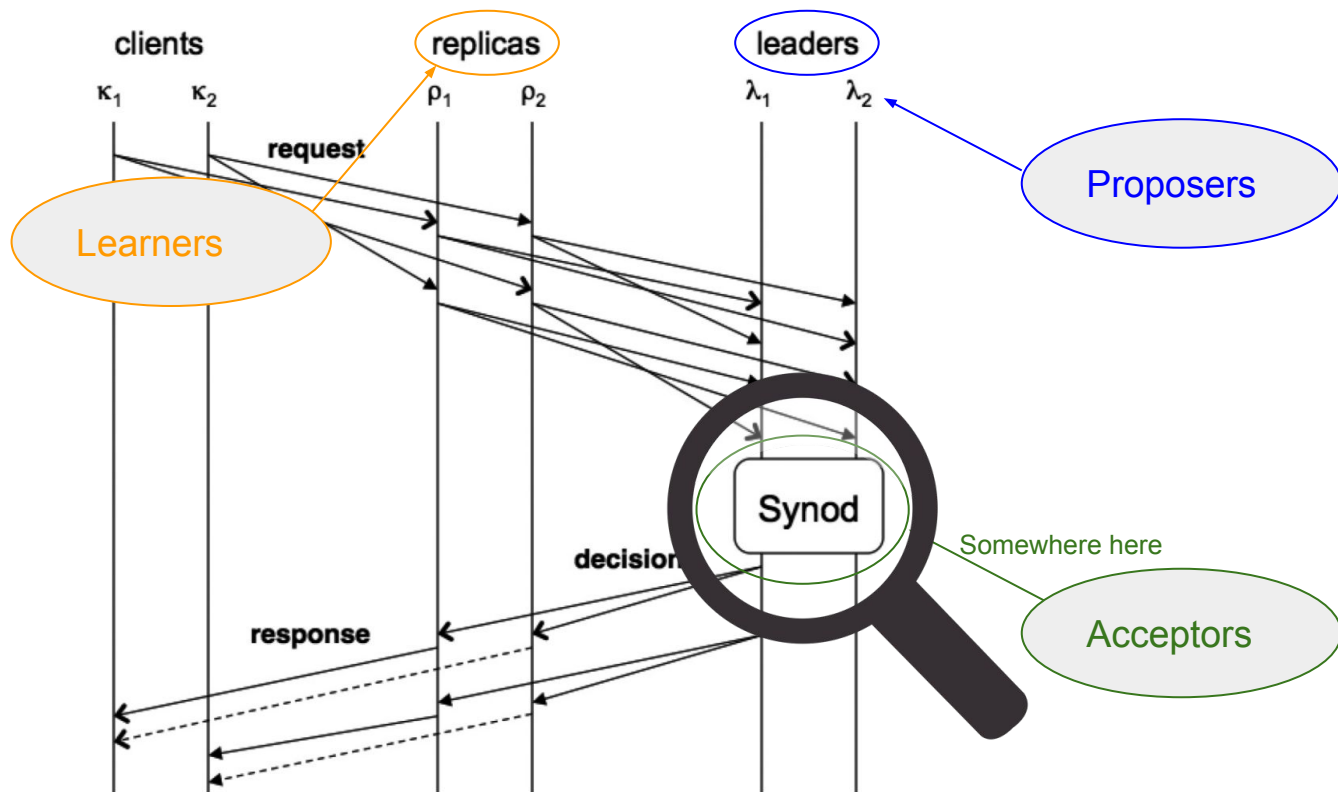 clients
replicas
leaders
κ₁
κ₂
ρ₁
ρ₂
λ₁
λ₂
request
Proposers
Learners
Synod
Somewhere here
decision
response
Acceptors